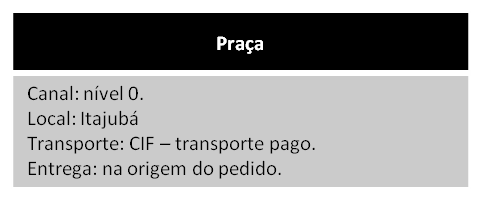 Praça
Canal: nível 0.
Local: Itajubá
Transporte: CIF – transporte pago.
Entrega: na origem do pedido.